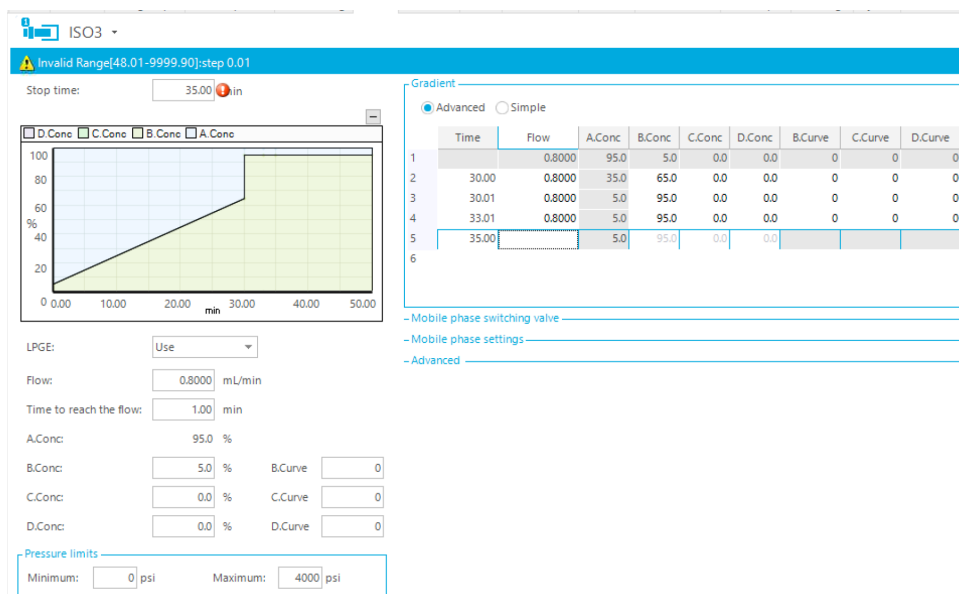 1
ISO3
Invalid Range[48.01-9999.90]:step 0.01
Stop time: 35.00 min
D.Conc C.Conc B.Conc A.Conc
100
80
60
%
40
20
0
0.00 10.00 20.00 30.00 40.00 50.00
min
LPGE: Use
Flow: 0.8000 mL/min
Time to reach the flow: 1.00 min
A.Conc: 95.0 %
B.Conc: 5.0 % B.Curve 0
C.Conc: 0.0 % C.Curve 0
D.Conc: 0.0 % D.Curve 0
Pressure limits
Minimum: 0 psi Maximum: 4000 psi
Gradient
Advanced Simple
Time Flow A.Conc B.Conc C.Conc D.Conc B.Curve C.Curve D.Curve
1 0.8000 95.0 5.0 0.0 0.0 0 0 0
2 30.00 0.8000 35.0 65.0 0.0 0.0 0 0 0
3 30.01 0.8000 5.0 95.0 0.0 0.0 0 0 0
4 33.01 0.8000 5.0 95.0 0.0 0.0 0 0 0
5 35.00 5.0 95.0 0.0 0.0
6
Mobile phase switching valve
Mobile phase settings
Advanced